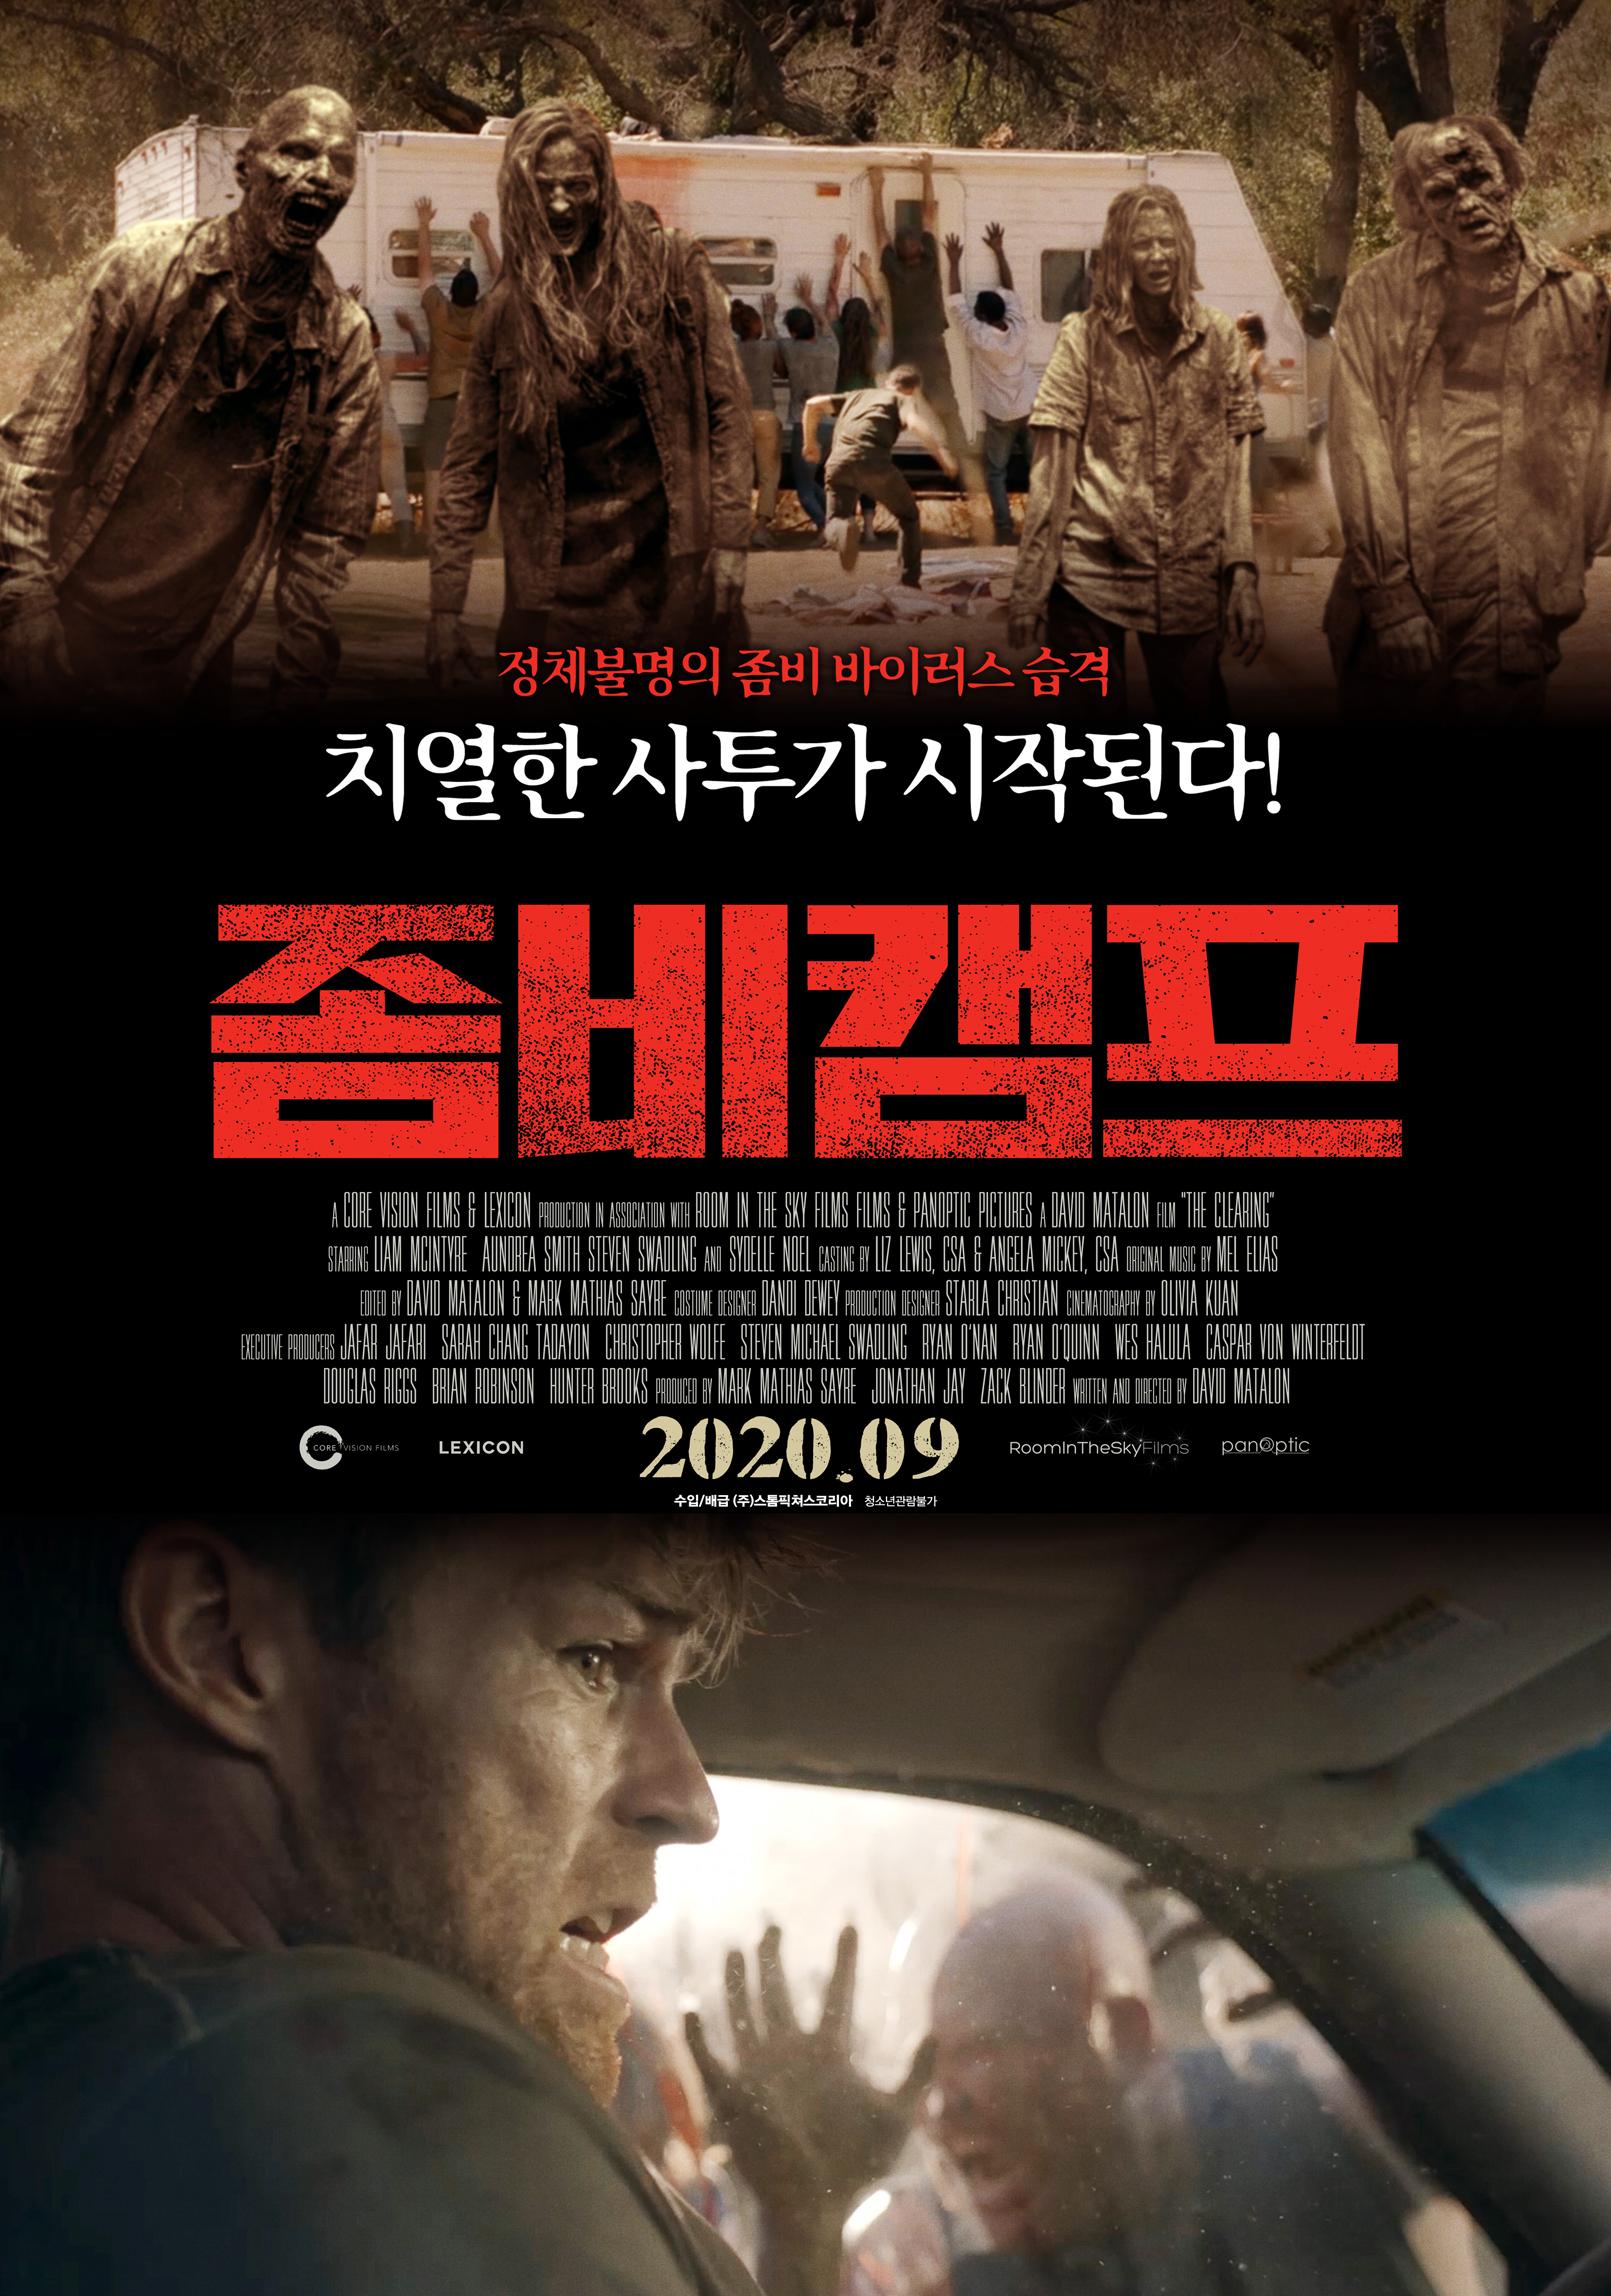 정체불명의 좀비 바이러스 습격
치열한 사투가 시작된다!
좀비캠프
A CORE VISION FILMS & LEXICON PRODUCTION IN ASSOCIATION WITH ROOM IN THE SKY FILMS FILMS & PANOPTIC PICTURES A DAVID MATALON FILM "THE CLEARING"
STARRING LIAM MCINTYRE AUNDREA SMITH STEVEN SWADLING AND SYDELLE NOEL CASTING BY LIZ LEWIS, CSA & ANGELA MICKEY, CSA ORIGINAL MUSIC BY MEL ELIAS
EDITED BY DAVID MATALON & MARK MATHIAS SAYRE COSTUME DESIGNER DANDI DEWEY PRODUCTION DESIGNER STARLA CHRISTIAN CINEMATOGRAPHY BY OLIVIA KUAN
EXECUTIVE PRODUCERS JAFAR JAFARI SARAH CHANG TADAYON CHRISTOPHER WOLFE STEVEN MICHAEL SWADLING RYAN O'NAN RYAN O'QUINN WES HALULA CASPAR VON WINTERFELDT
DOUGLAS RIGGS BRIAN ROBINSON HUNTER BROOKS PRODUCED BY MARK MATHIAS SAYRE JONATHAN JAY ZACK BLINDER WRITTEN AND DIRECTED BY DAVID MATALON
CORE VISION FILMS LEXICON 2020.09 RoomInTheSkyFilms panOptic
수입/배급 (주)스톰픽쳐스코리아 청소년관람불가